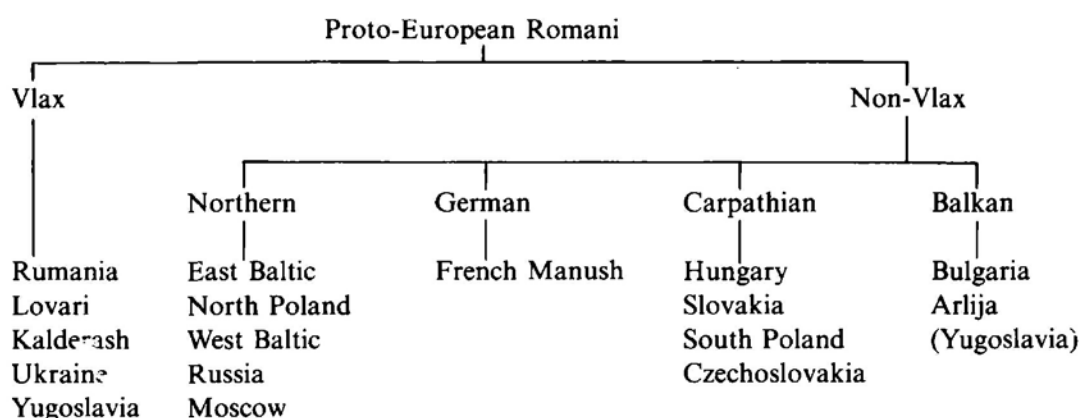 Proto-European Romani
Vlax Non-Vlax
Northern German Carpathian Balkan
Rumania East Baltic French Manush Hungary Bulgaria
Lovari North Poland Slovakia Arlija
Kalderash West Baltic South Poland (Yugoslavia)
Ukraine Russia Czechoslovakia
Yugoslavia Moscow